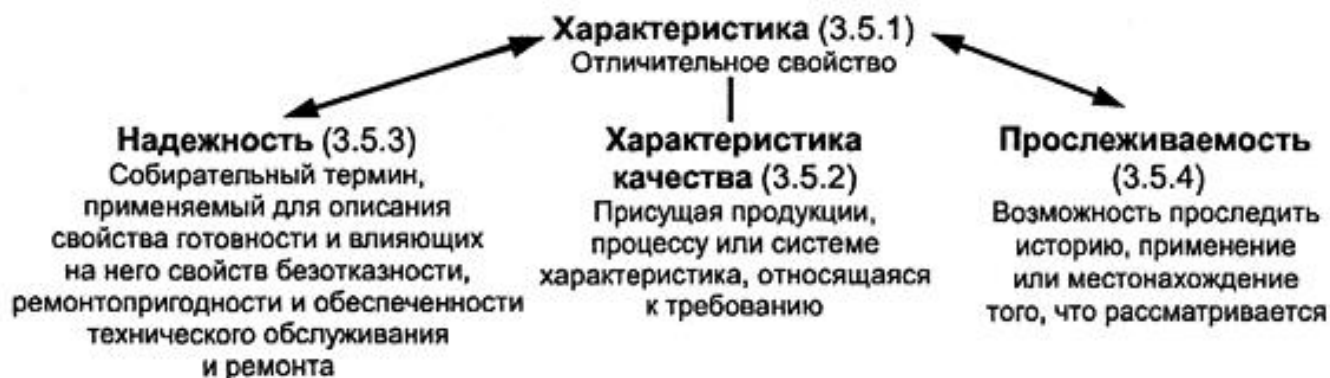 Характеристика (3.5.1)
Отличительное свойство
Надежность (3.5.3)
Собирательный термин,
применяемый для описания
свойства готовности и влияющих
на него свойств безотказности,
ремонтопригодности и обеспеченности
технического обслуживания
и ремонта
Характеристика
качества (3.5.2)
Присущая продукции,
процессу или системе
характеристика, относящаяся
к требованию
Прослеживаемость
(3.5.4)
Возможность проследить
историю, применение
или местонахождение
того, что рассматривается